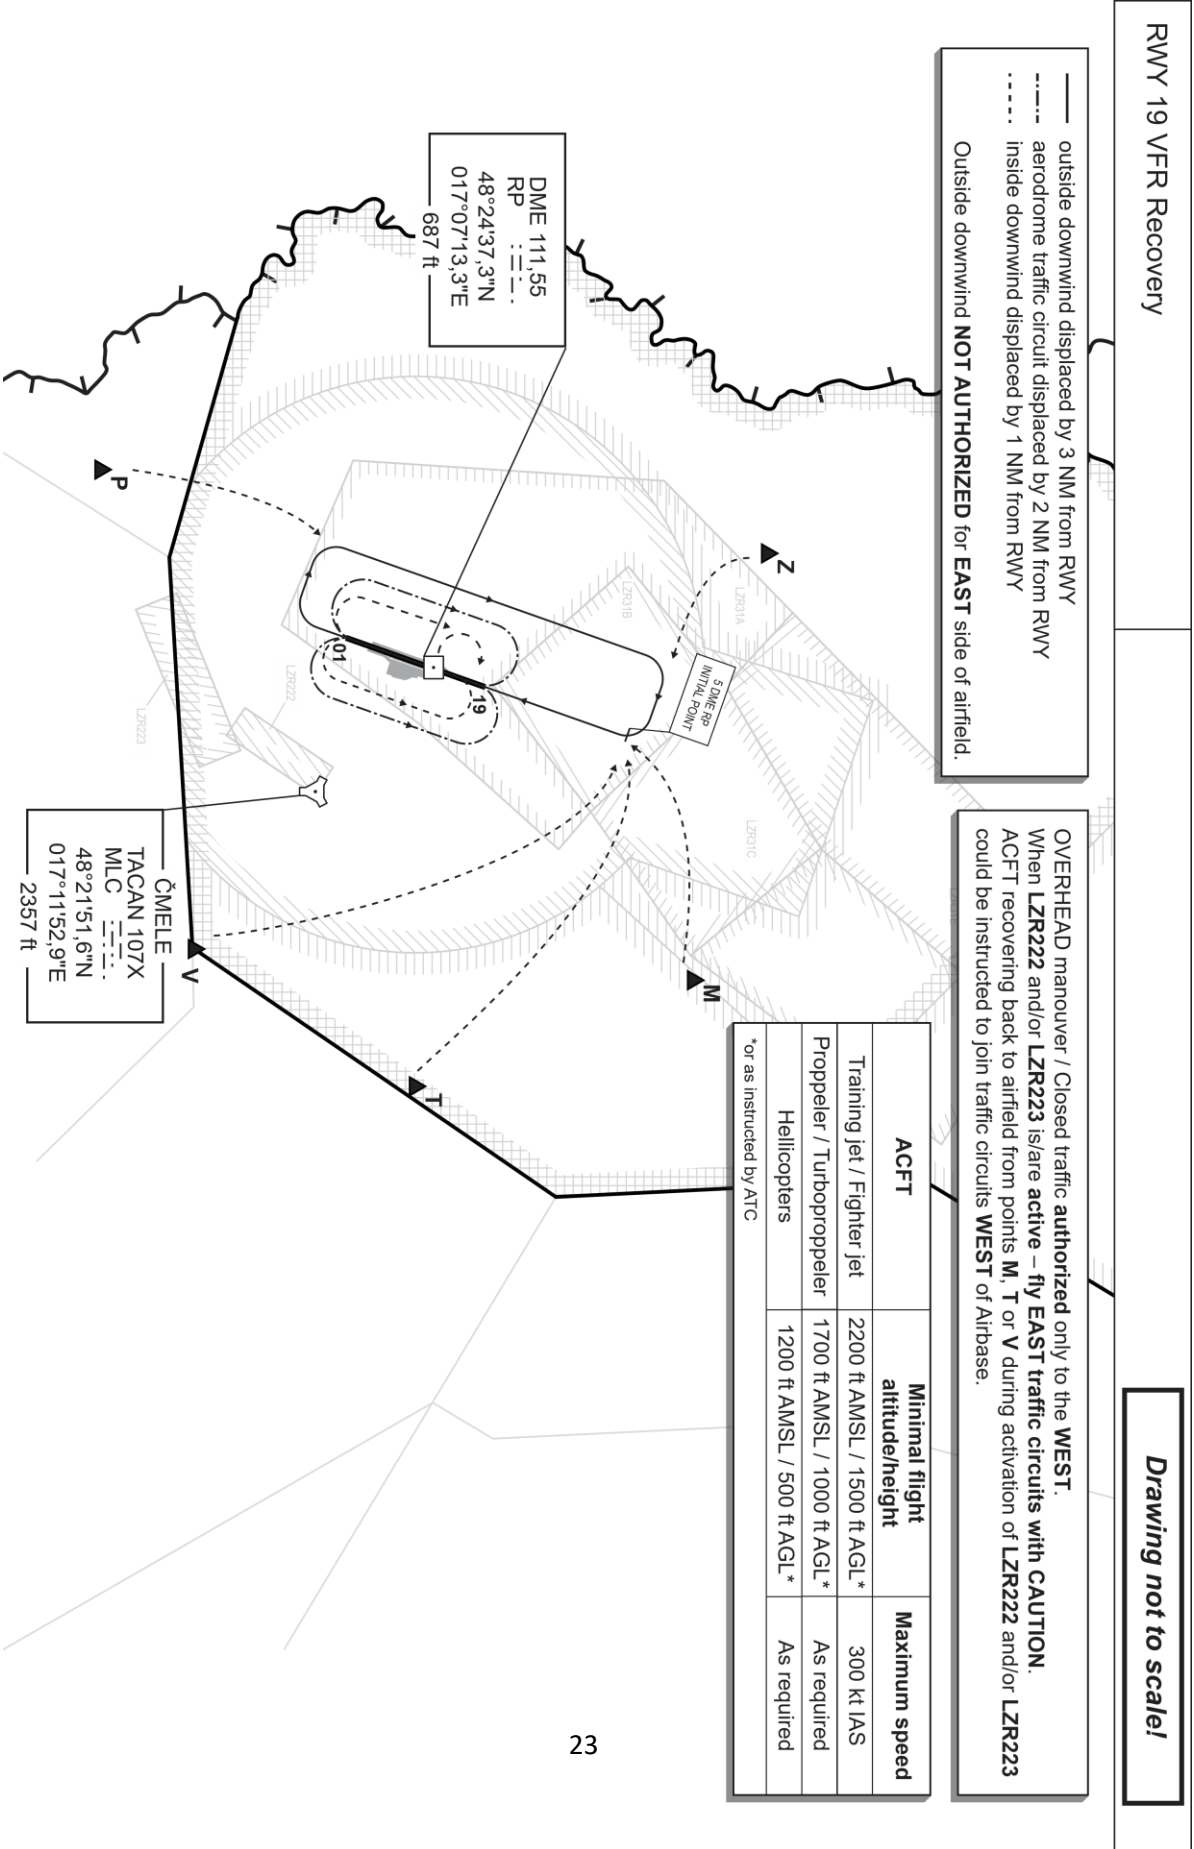 RWY 19 VFR Recovery
Drawing not to scale!
outside downwind displaced by 3 NM from RWY
aerodrome traffic circuit displaced by 2 NM from RWY
inside downwind displaced by 1 NM from RWY
Outside downwind NOT AUTHORIZED for EAST side of airfield.
OVERHEAD manouver / Closed traffic authorized only to the WEST.
When LZR222 and/or LZR223 is/are active – fly EAST traffic circuits with CAUTION.
ACFT recovering back to airfield from points M, T or V during activation of LZR222 and/or LZR223
could be instructed to join traffic circuits WEST of Airbase.
ACFT
Minimal flight
altitude/height
Maximum speed
Training jet / Fighter jet
2200 ft AMSL / 1500 ft AGL*
300 kt IAS
Proppeler / Turboproppeler
1700 ft AMSL / 1000 ft AGL*
As required
Hellicopters
1200 ft AMSL / 500 ft AGL*
As required
*or as instructed by ATC
Z
LZR31A
LZR31B
LZR31C
5 DME RP
INITIAL POINT
M
DME 111,55
RP
48°24'37,3"N
017°07'13,3"E
687 ft
19
01
T
P
LZR222
LZR223
V
ČMELE
TACAN 107X
MLC
48°21'51,6"N
017°11'52,9"E
2357 ft
23